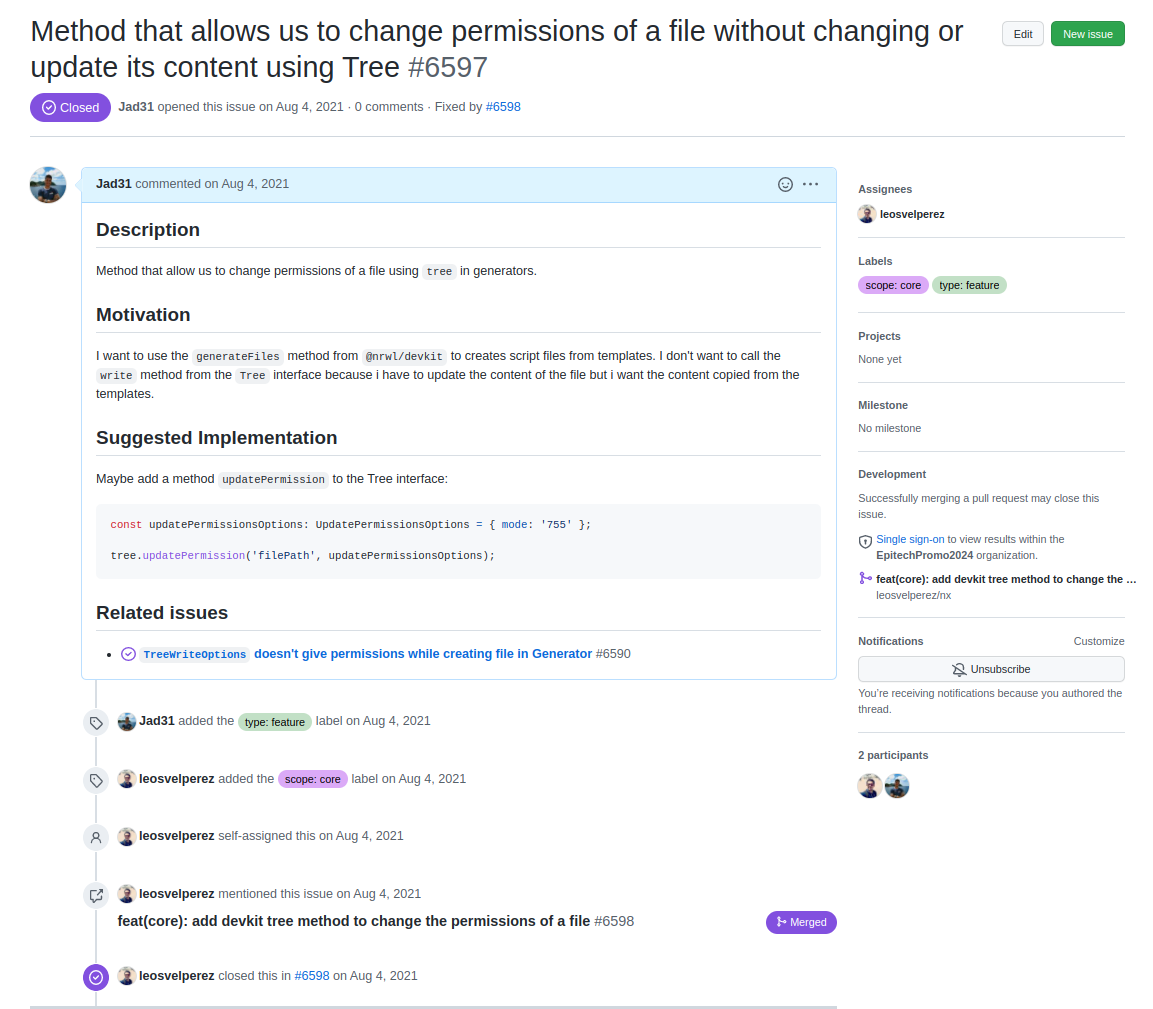 Method that allows us to change permissions of a file without changing or
update its content using Tree #6597
Edit
New issue
Closed
Jad31 opened this issue on Aug 4, 2021 · 0 comments · Fixed by #6598
Jad31 commented on Aug 4, 2021
Description
Method that allow us to change permissions of a file using tree in generators.
Motivation
I want to use the generateFiles method from @nrwl/devkit to creates script files from templates. I don't want to call the
write method from the Tree interface because i have to update the content of the file but i want the content copied from the
templates.
Suggested Implementation
Maybe add a method updatePermission to the Tree interface:
const updatePermissionsOptions: UpdatePermissionsOptions = { mode: '755' };
tree.updatePermission('filePath', updatePermissionsOptions);
Related issues
• TreeWriteOptions doesn't give permissions while creating file in Generator #6590
Jad31 added the type: feature label on Aug 4, 2021
leosvelperez added the scope: core label on Aug 4, 2021
leosvelperez self-assigned this on Aug 4, 2021
leosvelperez mentioned this issue on Aug 4, 2021
feat(core): add devkit tree method to change the permissions of a file #6598
Merged
leosvelperez closed this in #6598 on Aug 4, 2021
Assignees
leosvelperez
Labels
scope: core type: feature
Projects
None yet
Milestone
No milestone
Development
Successfully merging a pull request may close this
issue.
Single sign-on to view results within the
EpitechPromo2024 organization.
feat(core): add devkit tree method to change the ...
leosvelperez/nx
Notifications
Customize
Unsubscribe
You're receiving notifications because you authored the
thread.
2 participants